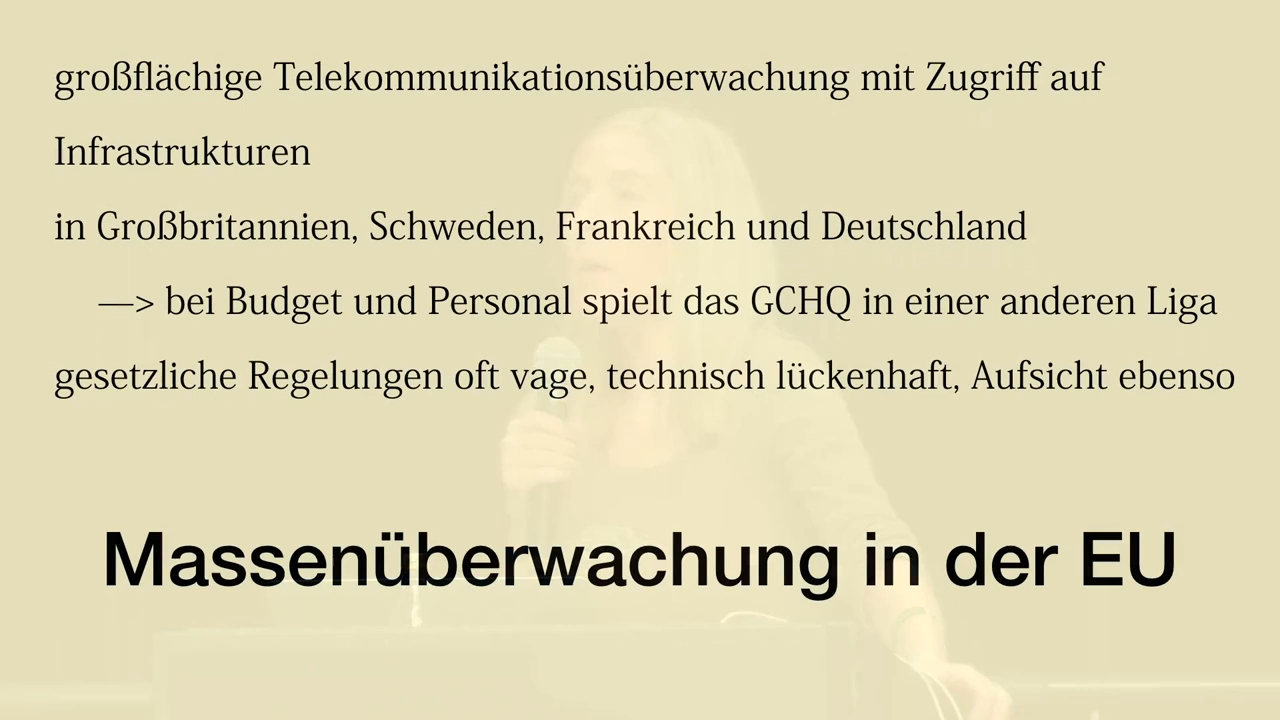 großflächige Telekommunikationsüberwachung mit Zugriff auf
Infrastrukturen
in Großbritannien, Schweden, Frankreich und Deutschland
—> bei Budget und Personal spielt das GCHQ in einer anderen Liga
gesetzliche Regelungen oft vage, technisch lückenhaft, Aufsicht ebenso
Massenüberwachung in der EU